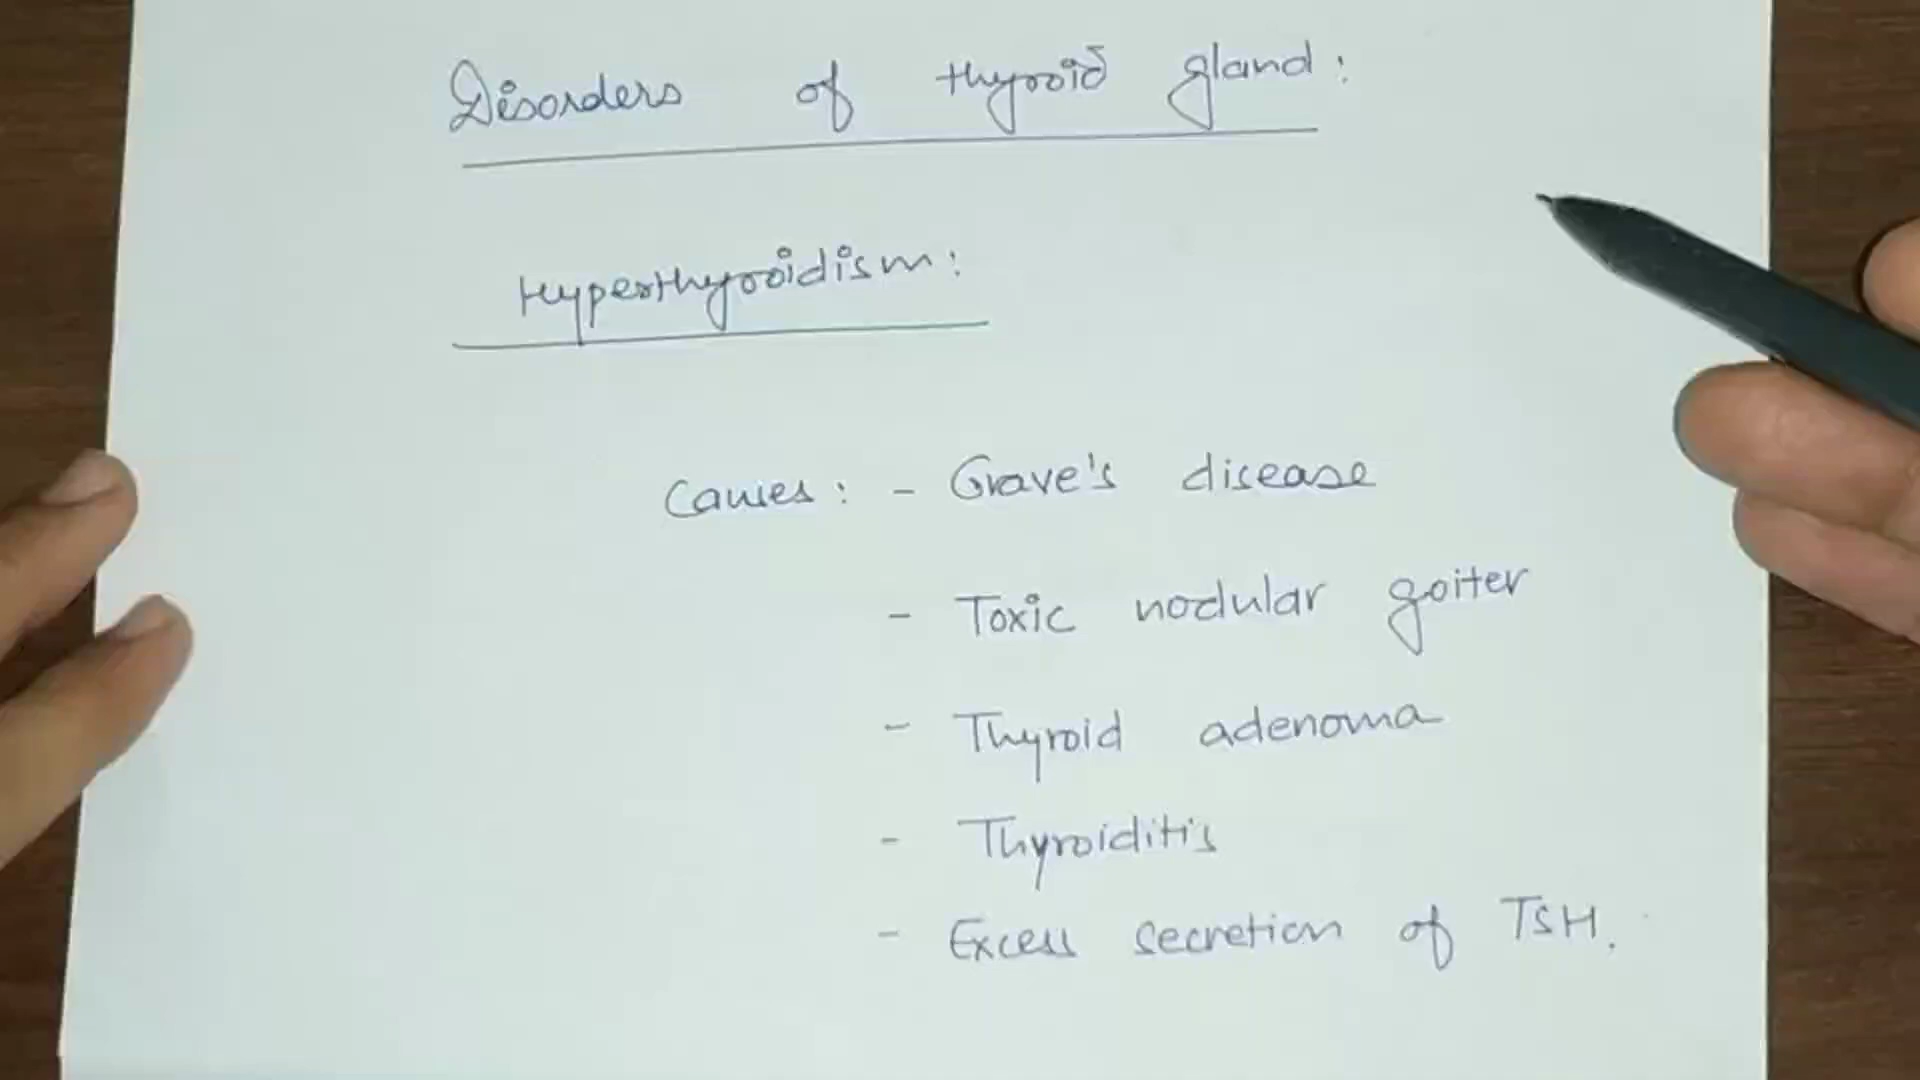 Disorders of thyroid gland:
Hyperthyroidism:
Causes: - Grave's disease
- Toxic nodular goiter
- Thyroid adenoma
- Thyroiditis
- Excess secretion of TSH.